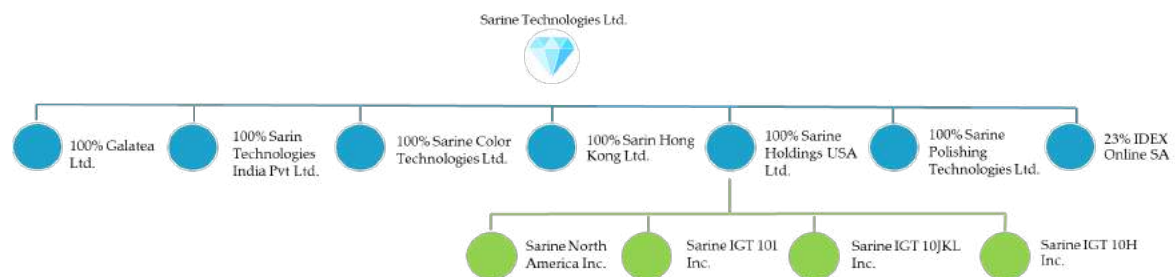 Sarine Technologies Ltd.
100% Galatea
Ltd.
100% Sarin
Technologies
India Pvt Ltd.
100% Sarine Color
Technologies Ltd.
100% Sarin Hong
Kong Ltd.
100% Sarine
Holdings USA
Ltd.
100% Sarine
Polishing
Technologies Ltd.
23% IDEX
Online SA
Sarine North
America Inc.
Sarine IGT 10I
Inc.
Sarine IGT 10JKL
Inc.
Sarine IGT 10H
Inc.